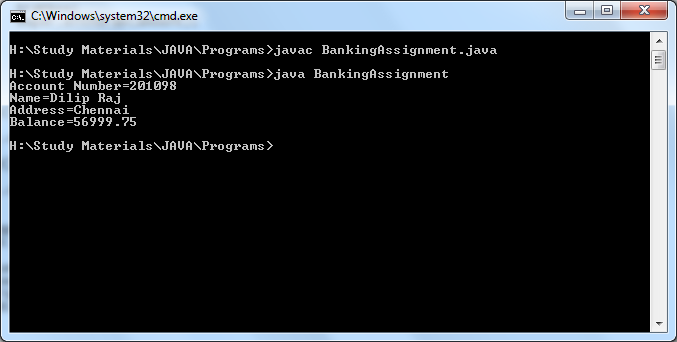 C:\Windows\system32\cmd.exe
H:\Study Materials\JAVA\Programs>javac BankingAssignment.java
H:\Study Materials\JAVA\Programs>java BankingAssignment
Account Number=201098
Name=Dilip Raj
Address=Chennai
Balance=56999.75
H:\Study Materials\JAVA\Programs>